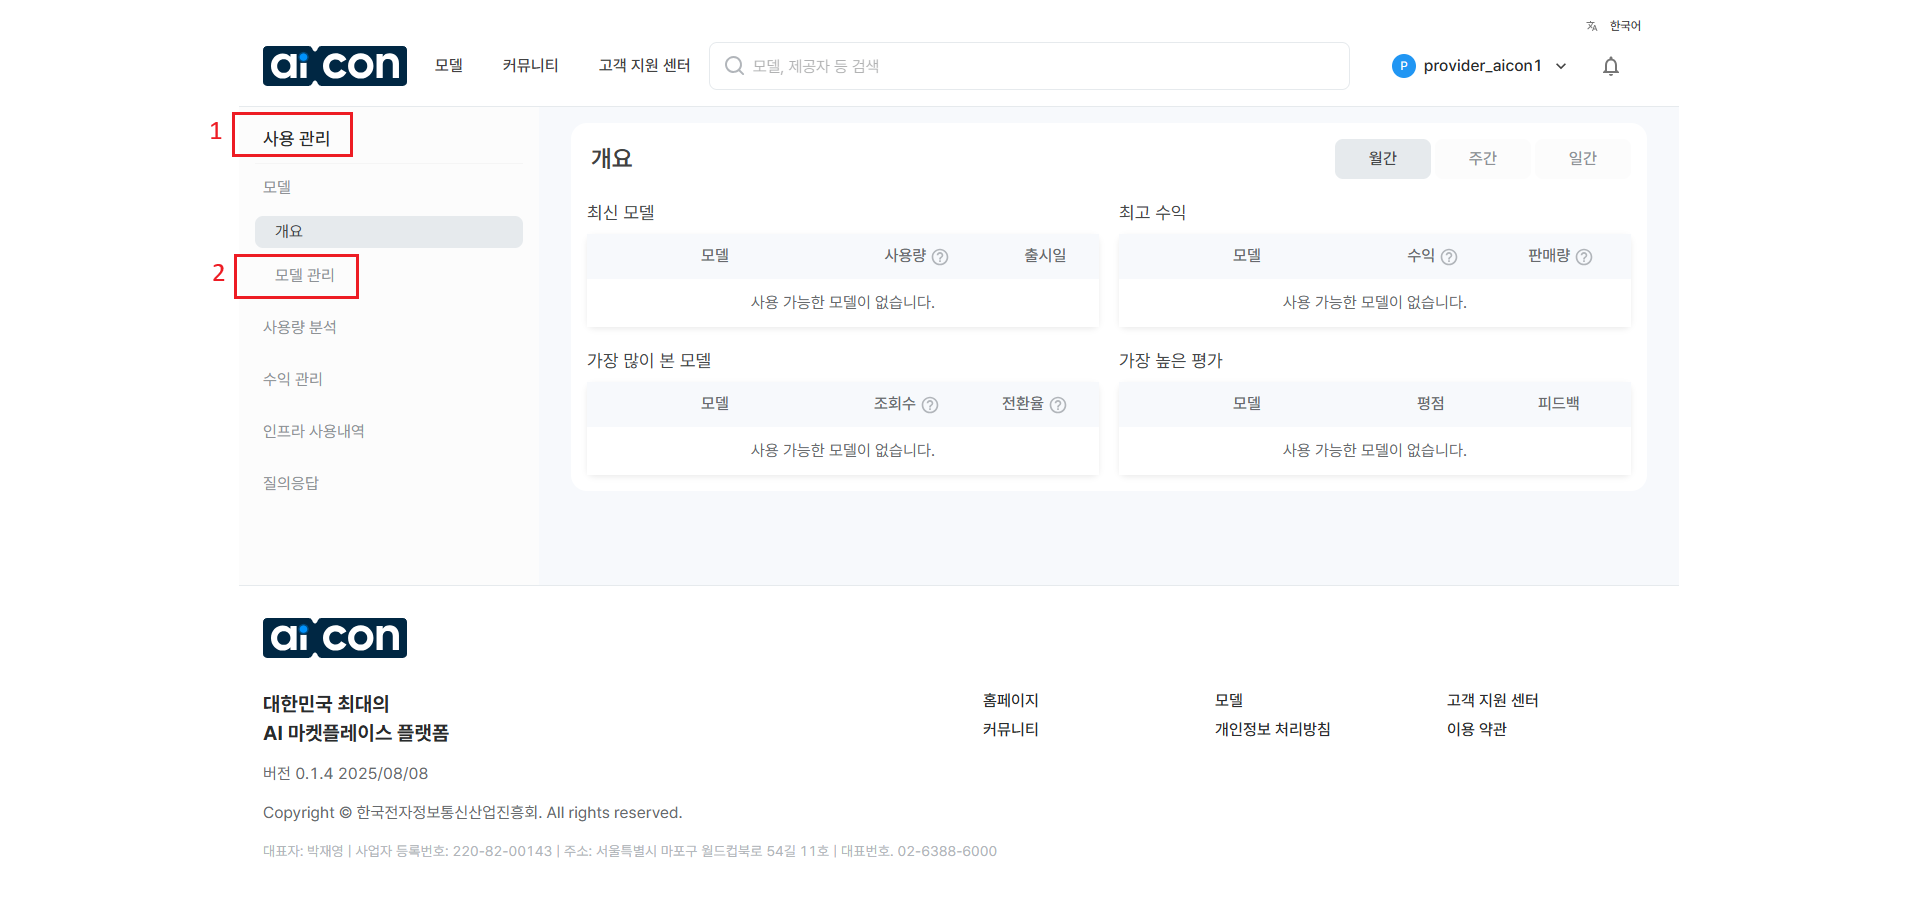 한국어
ai con
모델
커뮤니티
고객 지원 센터
모델, 제공자 등 검색
P
provider_aicon1
1
사용 관리
모델
개요
2
모델 관리
사용량 분석
수익 관리
인프라 사용내역
질의응답
개요
월간
주간
일간
최신 모델
모델 사용량 ? 출시일
사용 가능한 모델이 없습니다.
최고 수익
모델 수익 ? 판매량 ?
사용 가능한 모델이 없습니다.
가장 많이 본 모델
모델 조회수 ? 전환율 ?
사용 가능한 모델이 없습니다.
가장 높은 평가
모델 평점 피드백
사용 가능한 모델이 없습니다.
ai con
대한민국 최대의
AI 마켓플레이스 플랫폼
버전 0.1.4 2025/08/08
Copyright © 한국전자정보통신산업진흥회. All rights reserved.
대표자: 박재영 | 사업자 등록번호: 220-82-00143 | 주소: 서울특별시 마포구 월드컵북로 54길 11호 | 대표번호. 02-6388-6000
홈페이지
커뮤니티
모델
개인정보 처리방침
고객 지원 센터
이용 약관